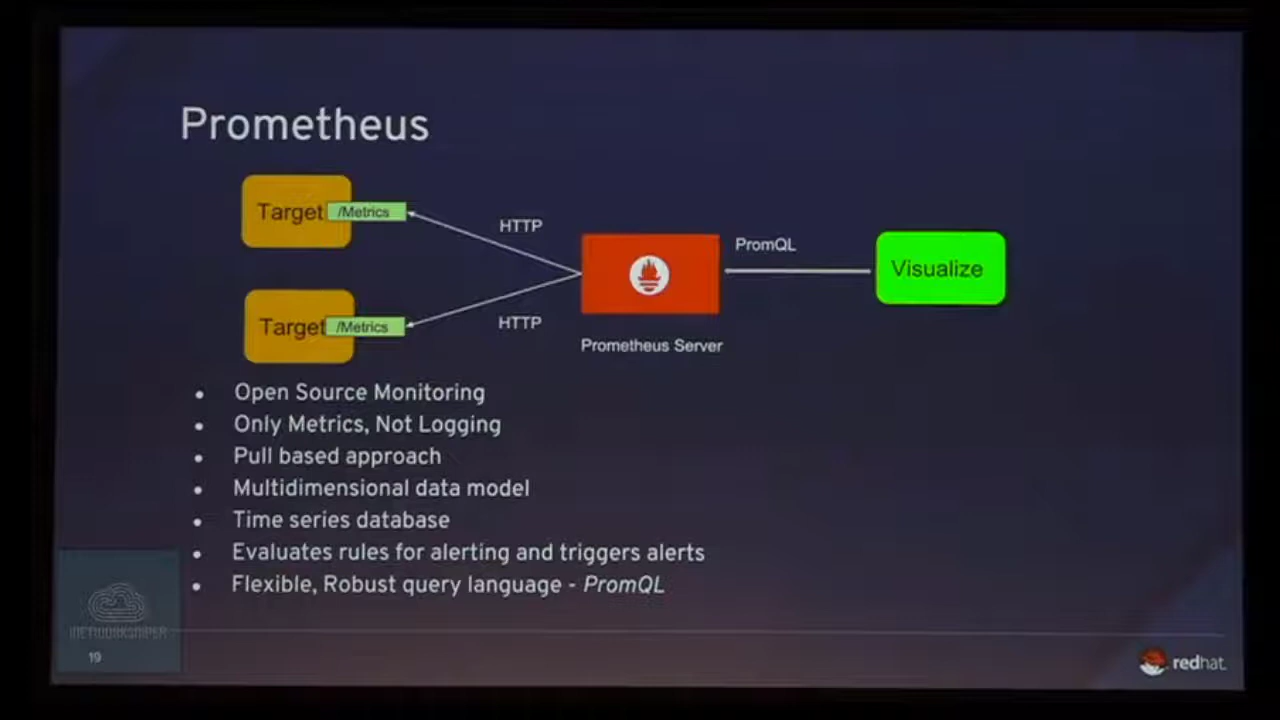 Prometheus
Target
/Metrics
HTTP
PromQL
Visualize
Target
/Metrics
HTTP
Prometheus Server
• Open Source Monitoring
• Only Metrics, Not Logging
• Pull based approach
• Multidimensional data model
• Time series database
• Evaluates rules for alerting and triggers alerts
• Flexible, Robust query language - PromQL
NETWORKSNIPER
19
redhat.